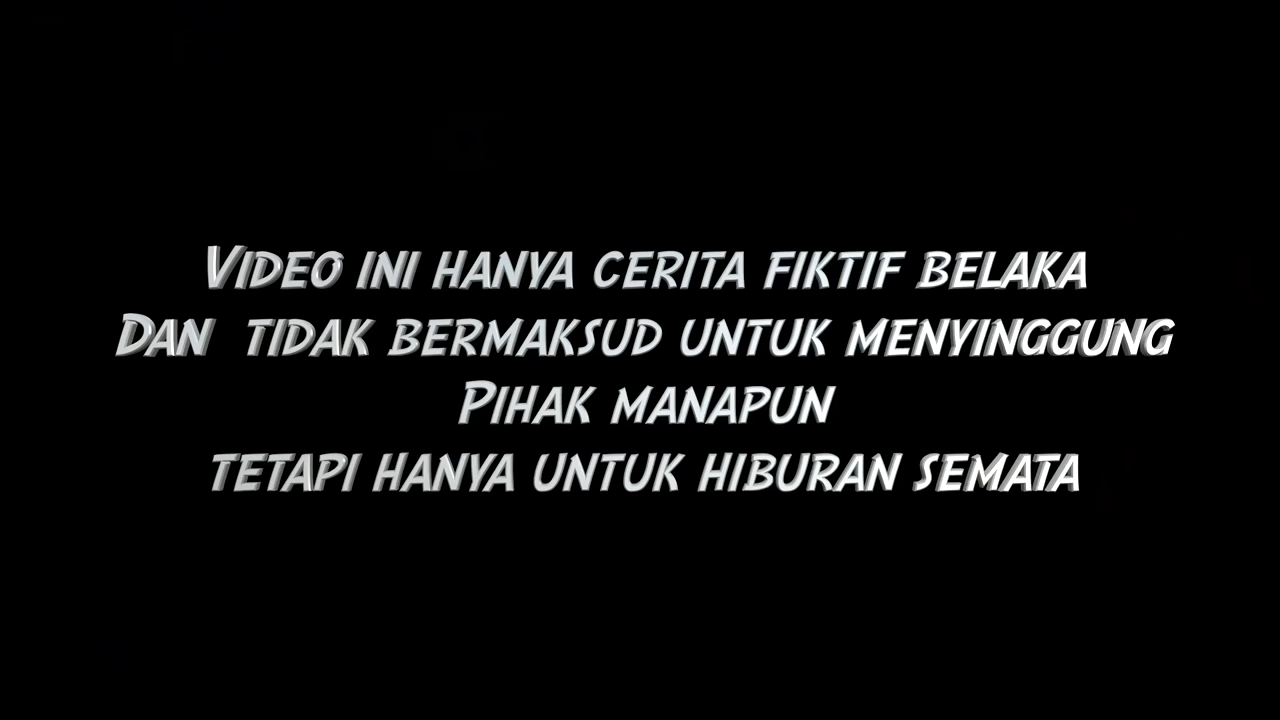 Video ini hanya cerita fiktif belaka
Dan tidak bermaksud untuk menyinggung
Pihak manapun
tetapi hanya untuk hiburan semata